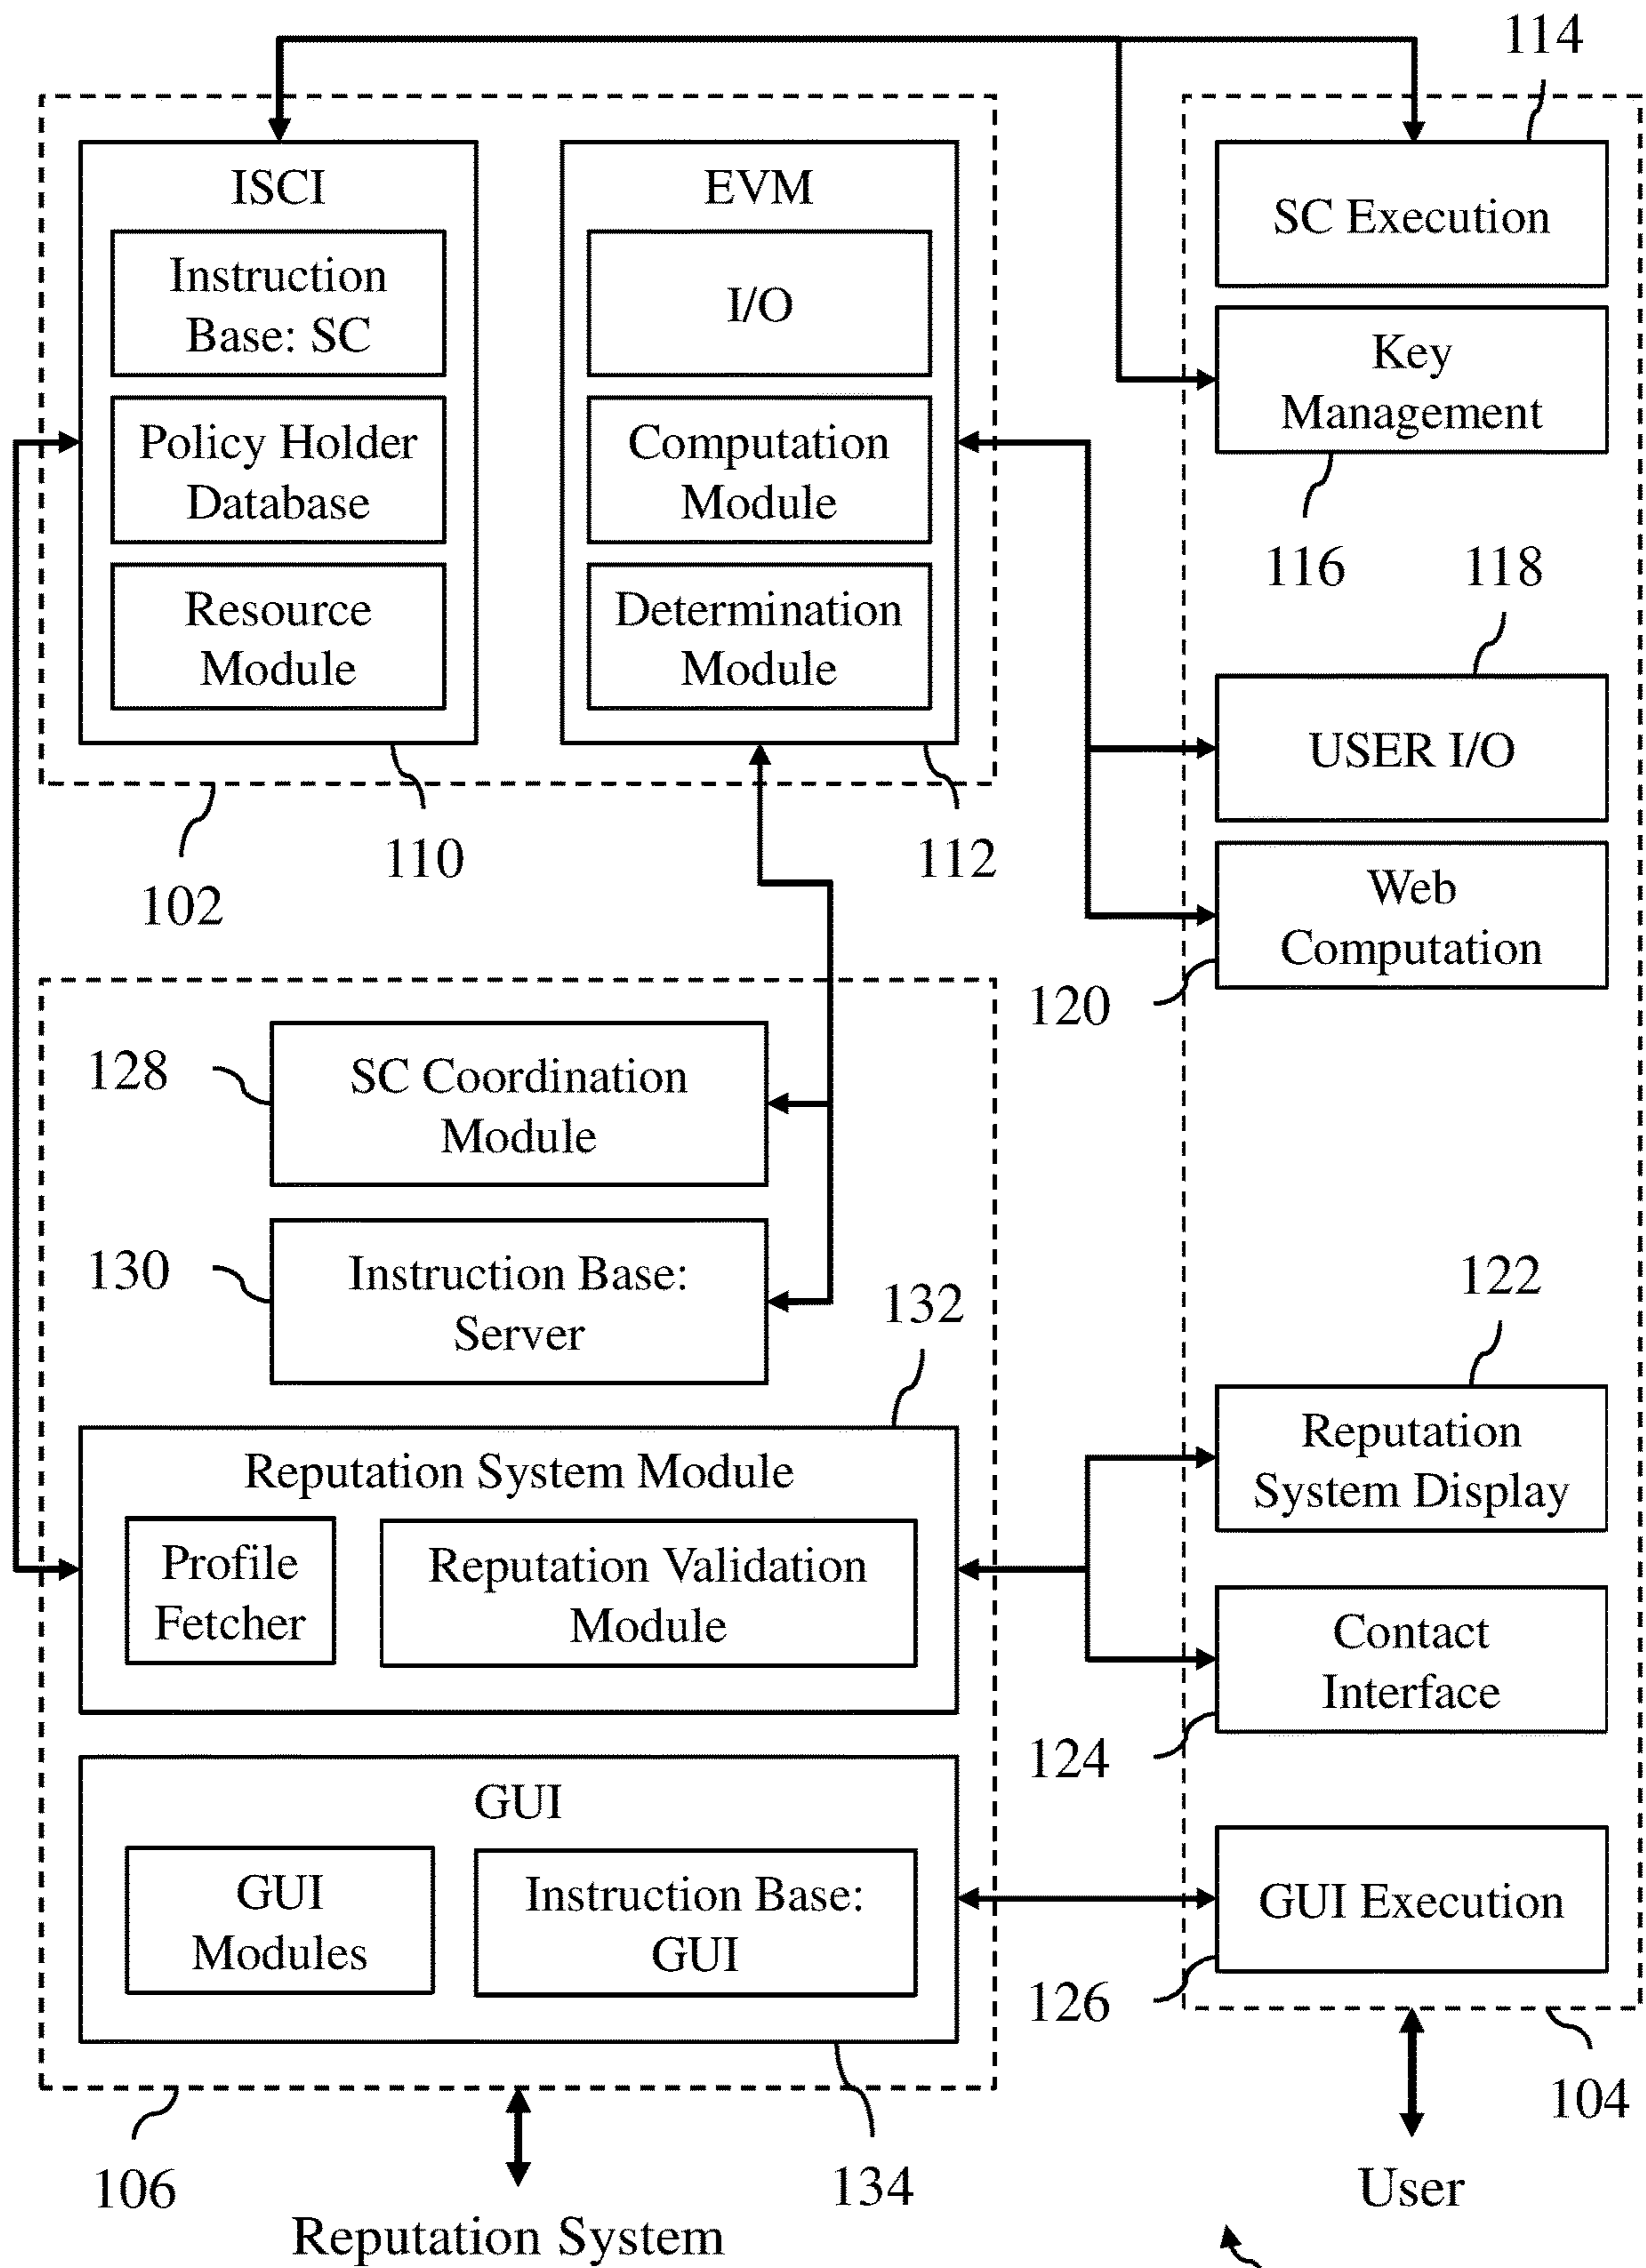 114
ISCI
Instruction
Base: SC
Policy Holder
Database
Resource
Module
EVM
I/O
Computation
Module
Determination
Module
SC Execution
Key
Management
116
118
USER I/O
Web
Computation
110
112
102
120
128
SC Coordination
Module
130
Instruction Base:
Server
132
122
Reputation System Module
Profile
Fetcher
Reputation Validation
Module
Reputation
System Display
Contact
Interface
124
GUI
GUI
Modules
Instruction Base:
GUI
GUI Execution
126
104
106
134
Reputation System
User